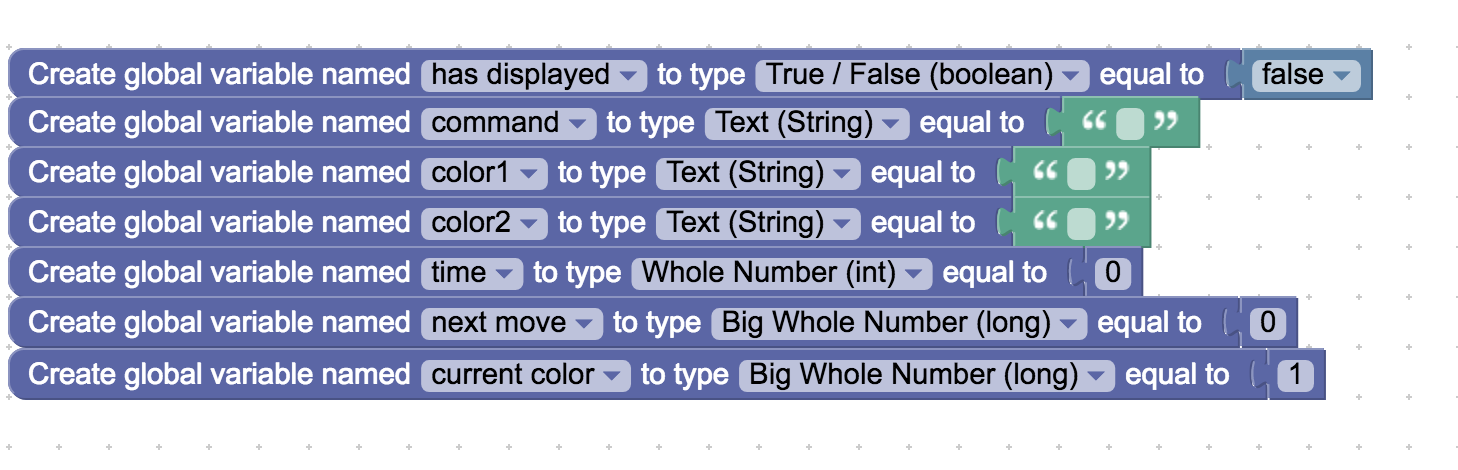 Create global variable named has displayed to type True / False (boolean) equal to false
Create global variable named command to type Text (String) equal to “ ”
Create global variable named color1 to type Text (String) equal to “ ”
Create global variable named color2 to type Text (String) equal to “ ”
Create global variable named time to type Whole Number (int) equal to 0
Create global variable named next move to type Big Whole Number (long) equal to 0
Create global variable named current color to type Big Whole Number (long) equal to 1